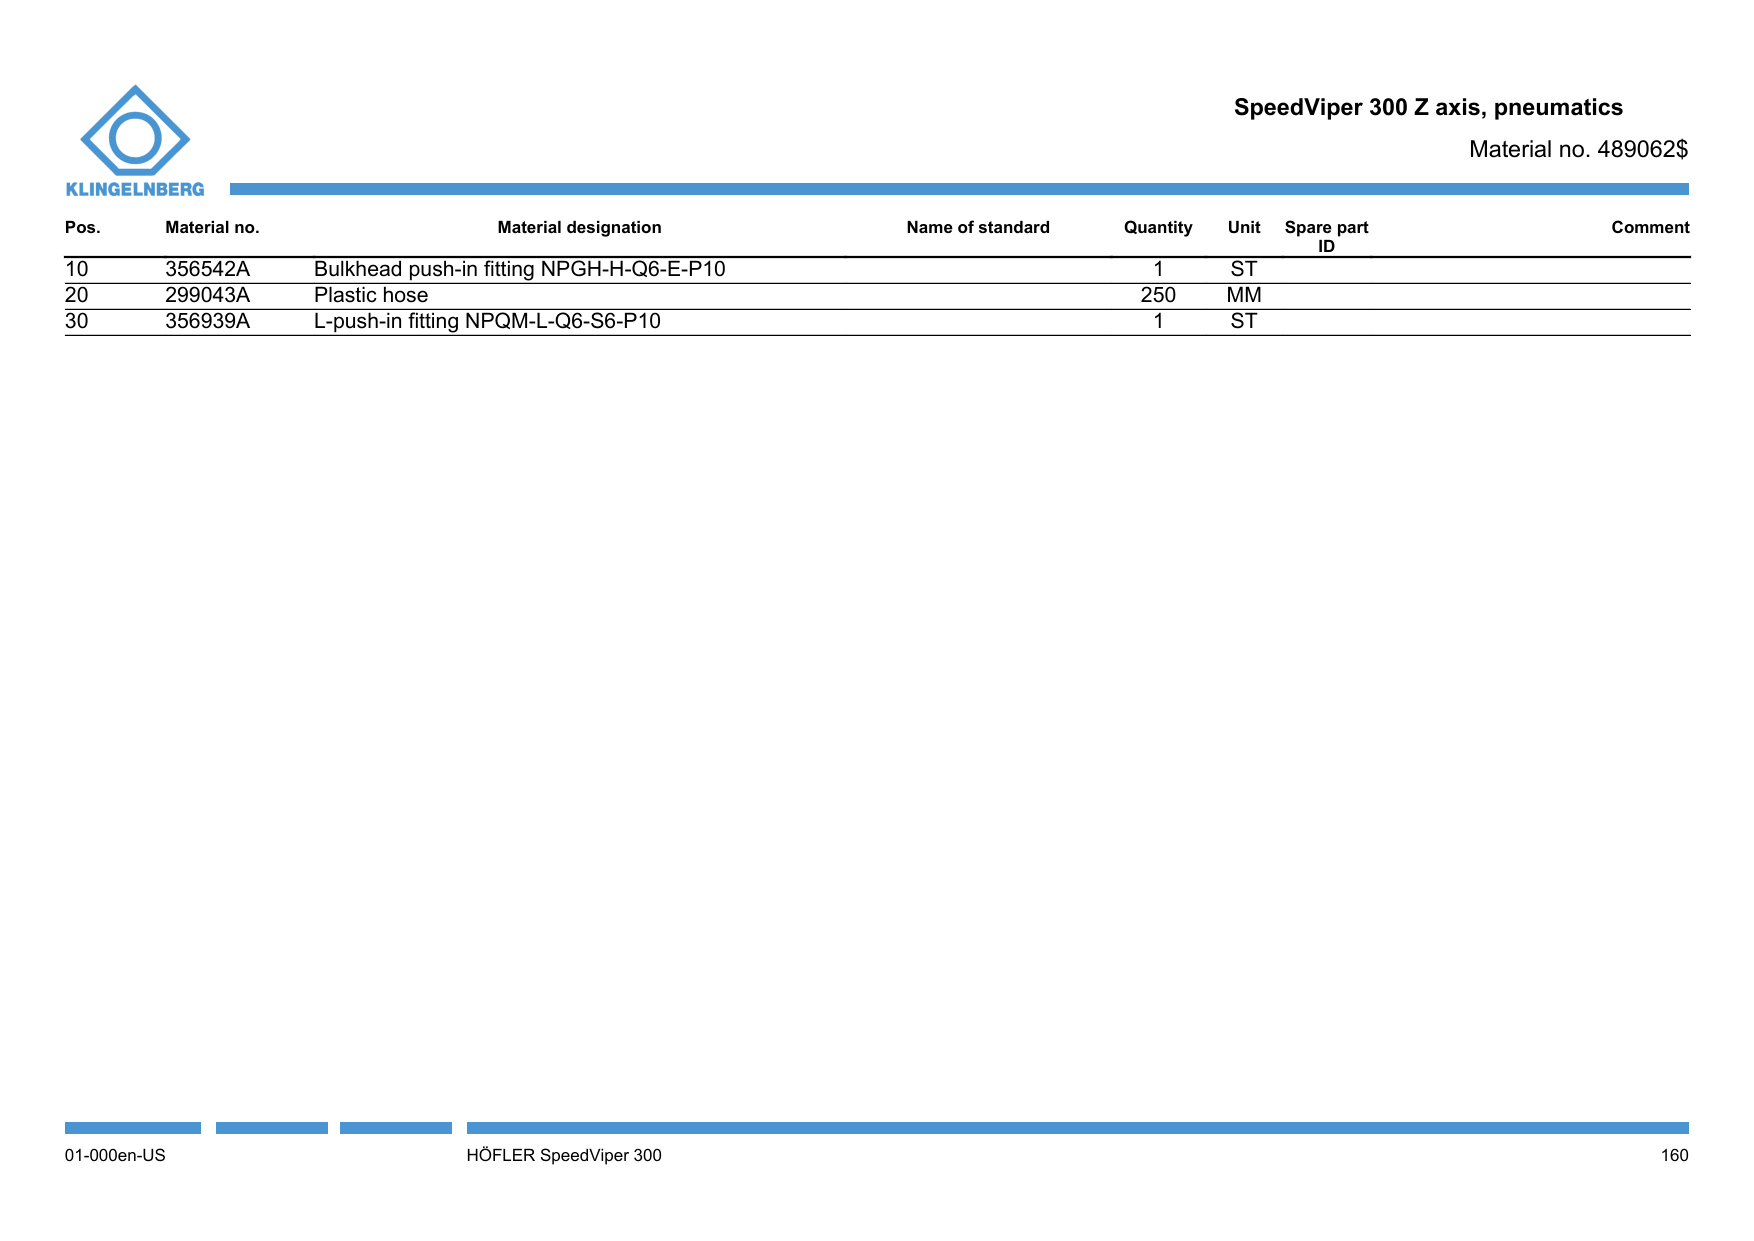 SpeedViper 300 Z axis, pneumatics
Material no. 489062$
KLINGELNBERG
Pos. Material no. Material designation Name of standard Quantity Unit Spare part ID Comment
10 356542A Bulkhead push-in fitting NPGH-H-Q6-E-P10 1 ST
20 299043A Plastic hose 250 MM
30 356939A L-push-in fitting NPQM-L-Q6-S6-P10 1 ST
01-000en-US HÖFLER SpeedViper 300 160